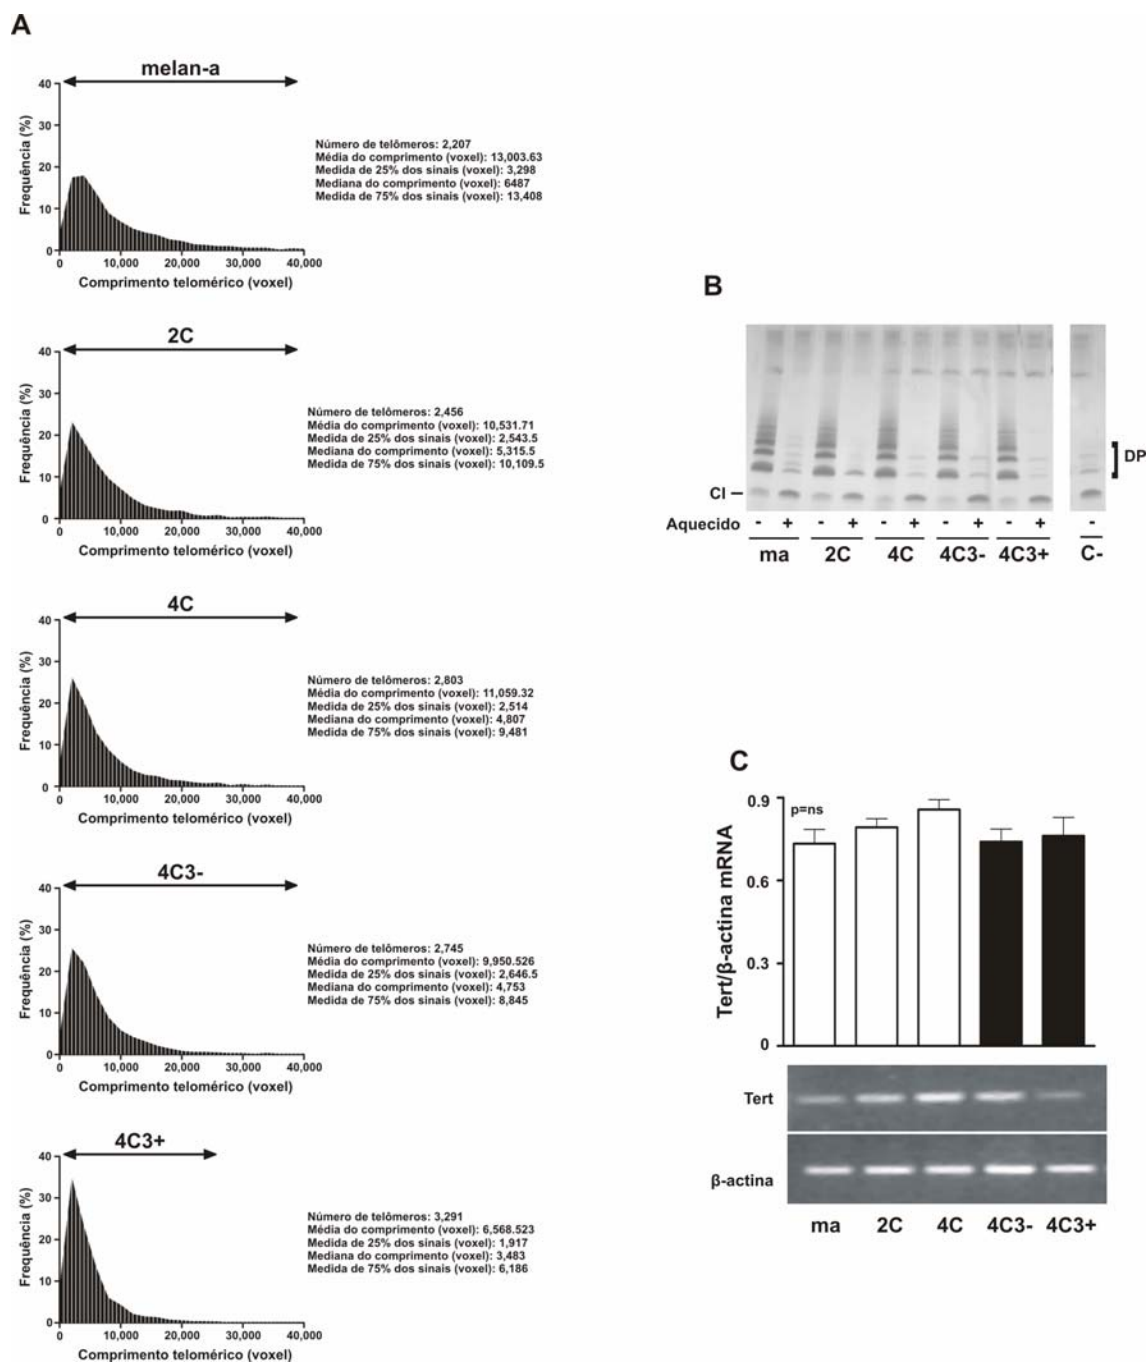 A
melan-a
40
30
20
10
0
Frequência (%)
0 10,000 20,000 30,000 40,000
Comprimento telomérico (voxel)
Número de telômeros: 2,207
Média do comprimento (voxel): 13,003.63
Medida de 25% dos sinais (voxel): 3,298
Mediana do comprimento (voxel): 6487
Medida de 75% dos sinais (voxel): 13,408
2C
40
30
20
10
0
Frequência (%)
0 10,000 20,000 30,000 40,000
Comprimento telomérico (voxel)
Número de telômeros: 2,456
Média do comprimento (voxel): 10,531.71
Medida de 25% dos sinais (voxel): 2,543.5
Mediana do comprimento (voxel): 5,315.5
Medida de 75% dos sinais (voxel): 10,109.5
4C
40
30
20
10
0
Frequência (%)
0 10,000 20,000 30,000 40,000
Comprimento telomérico (voxel)
Número de telômeros: 2,803
Média do comprimento (voxel): 11,059.32
Medida de 25% dos sinais (voxel): 2,514
Mediana do comprimento (voxel): 4,807
Medida de 75% dos sinais (voxel): 9,481
4C3-
40
30
20
10
0
Frequência (%)
0 10,000 20,000 30,000 40,000
Comprimento telomérico (voxel)
Número de telômeros: 2,745
Média do comprimento (voxel): 9,950.526
Medida de 25% dos sinais (voxel): 2,646.5
Mediana do comprimento (voxel): 4,753
Medida de 75% dos sinais (voxel): 8,845
4C3+
40
30
20
10
0
Frequência (%)
0 10,000 20,000 30,000 40,000
Comprimento telomérico (voxel)
Número de telômeros: 3,291
Média do comprimento (voxel): 6,568.523
Medida de 25% dos sinais (voxel): 1,917
Mediana do comprimento (voxel): 3,483
Medida de 75% dos sinais (voxel): 6,186
B
DP
CI
Aquecido - + - + - + - + - + -
ma 2C 4C 4C3- 4C3+ C-
C
0.9
0.6
0.3
0
p=ns
Tert/β-actina mRNA
Tert
β-actina
ma 2C 4C 4C3- 4C3+